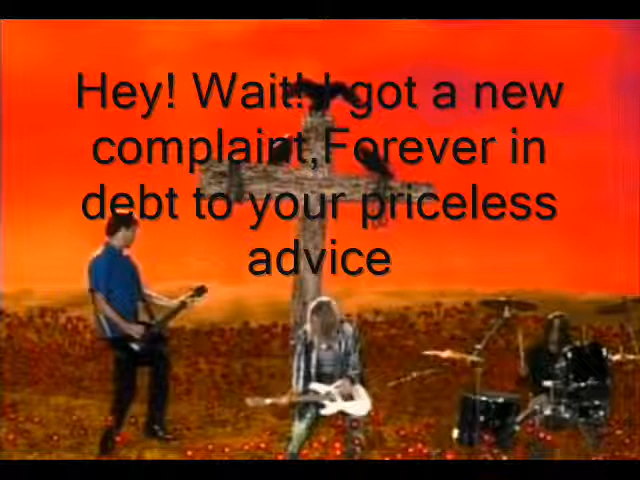 Hey! Wait! I got a new
complaint,Forever in
debt to your priceless
advice